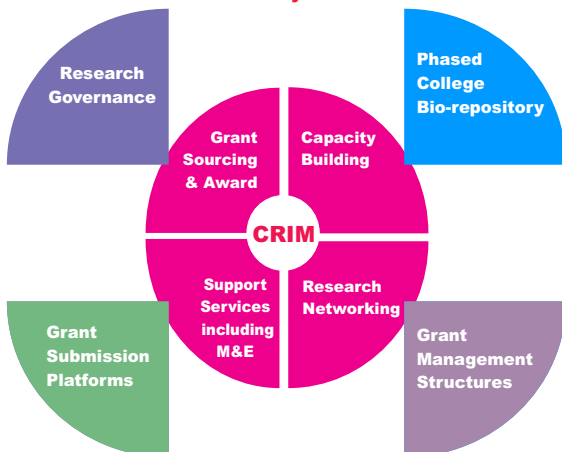 Research
Governance
Phased
College
Bio-repository
Grant
Sourcing
& Award
Capacity
Building
CRIM
Support
Services
including
M&E
Research
Networking
Grant
Submission
Platforms
Grant
Management
Structures